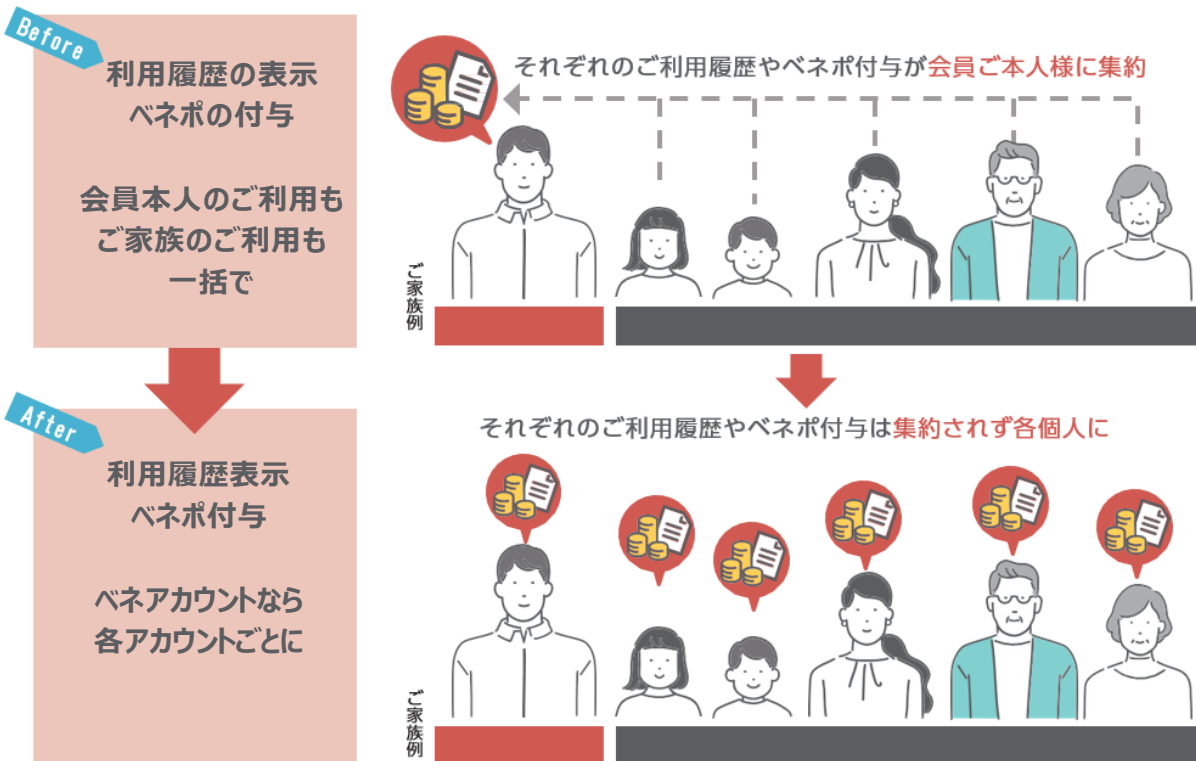 Before
利用履歴の表示
ベネポの付与
会員本人のご利用も
ご家族のご利用も
一括で
それぞれのご利用履歴やベネポ付与が会員ご本人様に集約
ご家族例
After
利用履歴表示
ベネポ付与
ベネアカウントなら
各アカウントごとに
それぞれのご利用履歴やベネポ付与は集約されず各個人に
ご家族例